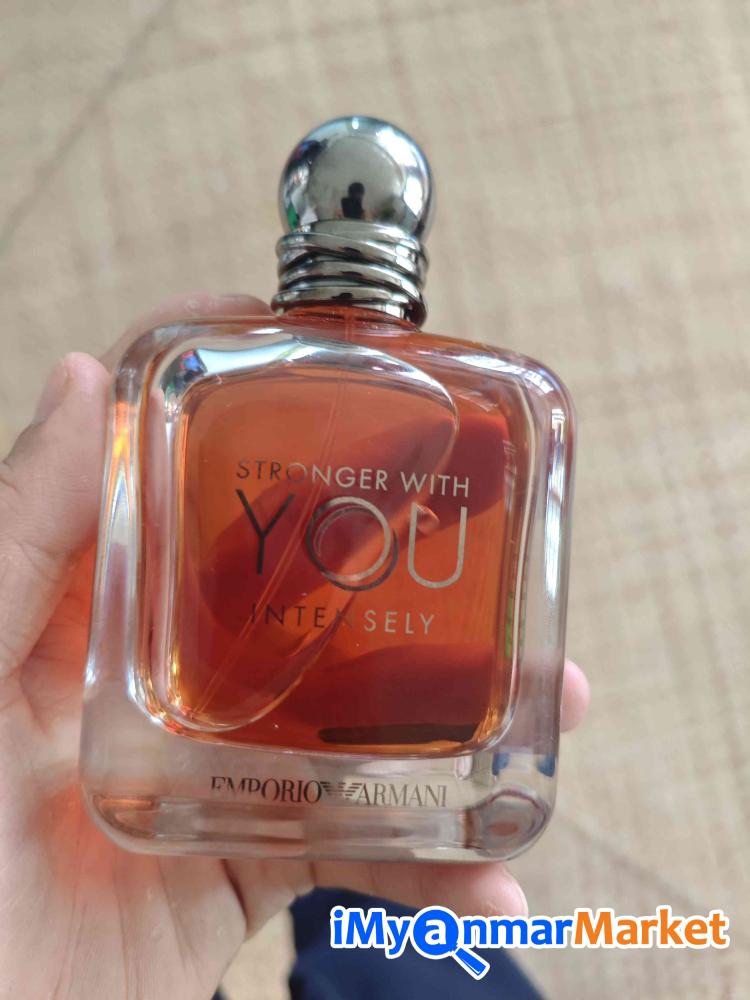 STRONGER WITH
YOU
INTENSELY
EMPORIO ARMANI
iMyanmarMarket